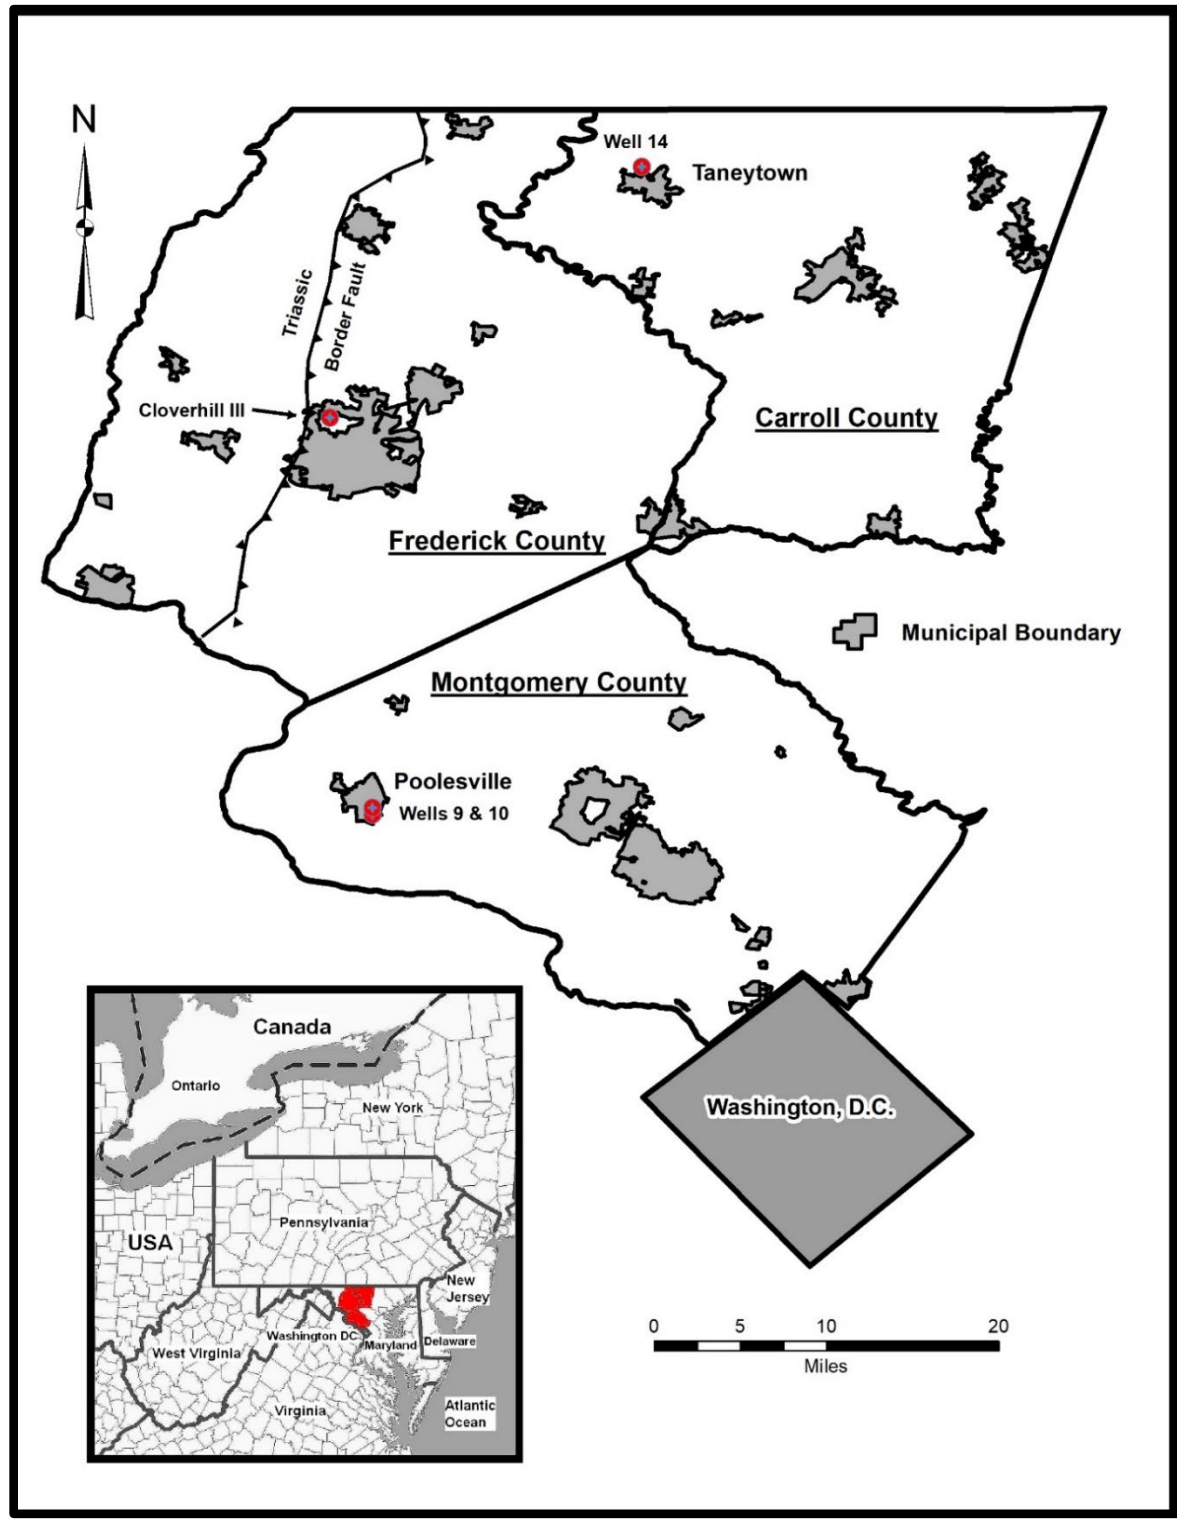 N
Well 14
Taneytown
Triassic
Border Fault
Cloverhill III
Carroll County
Frederick County
Municipal Boundary
Montgomery County
Poolesville
Wells 9 & 10
Washington, D.C.
Canada
Ontario
New York
Pennsylvania
USA
New
Jersey
Washington DC.
Maryland
Delaware
West Virginia
Virginia
Atlantic
Ocean
0 5 10 20
Miles